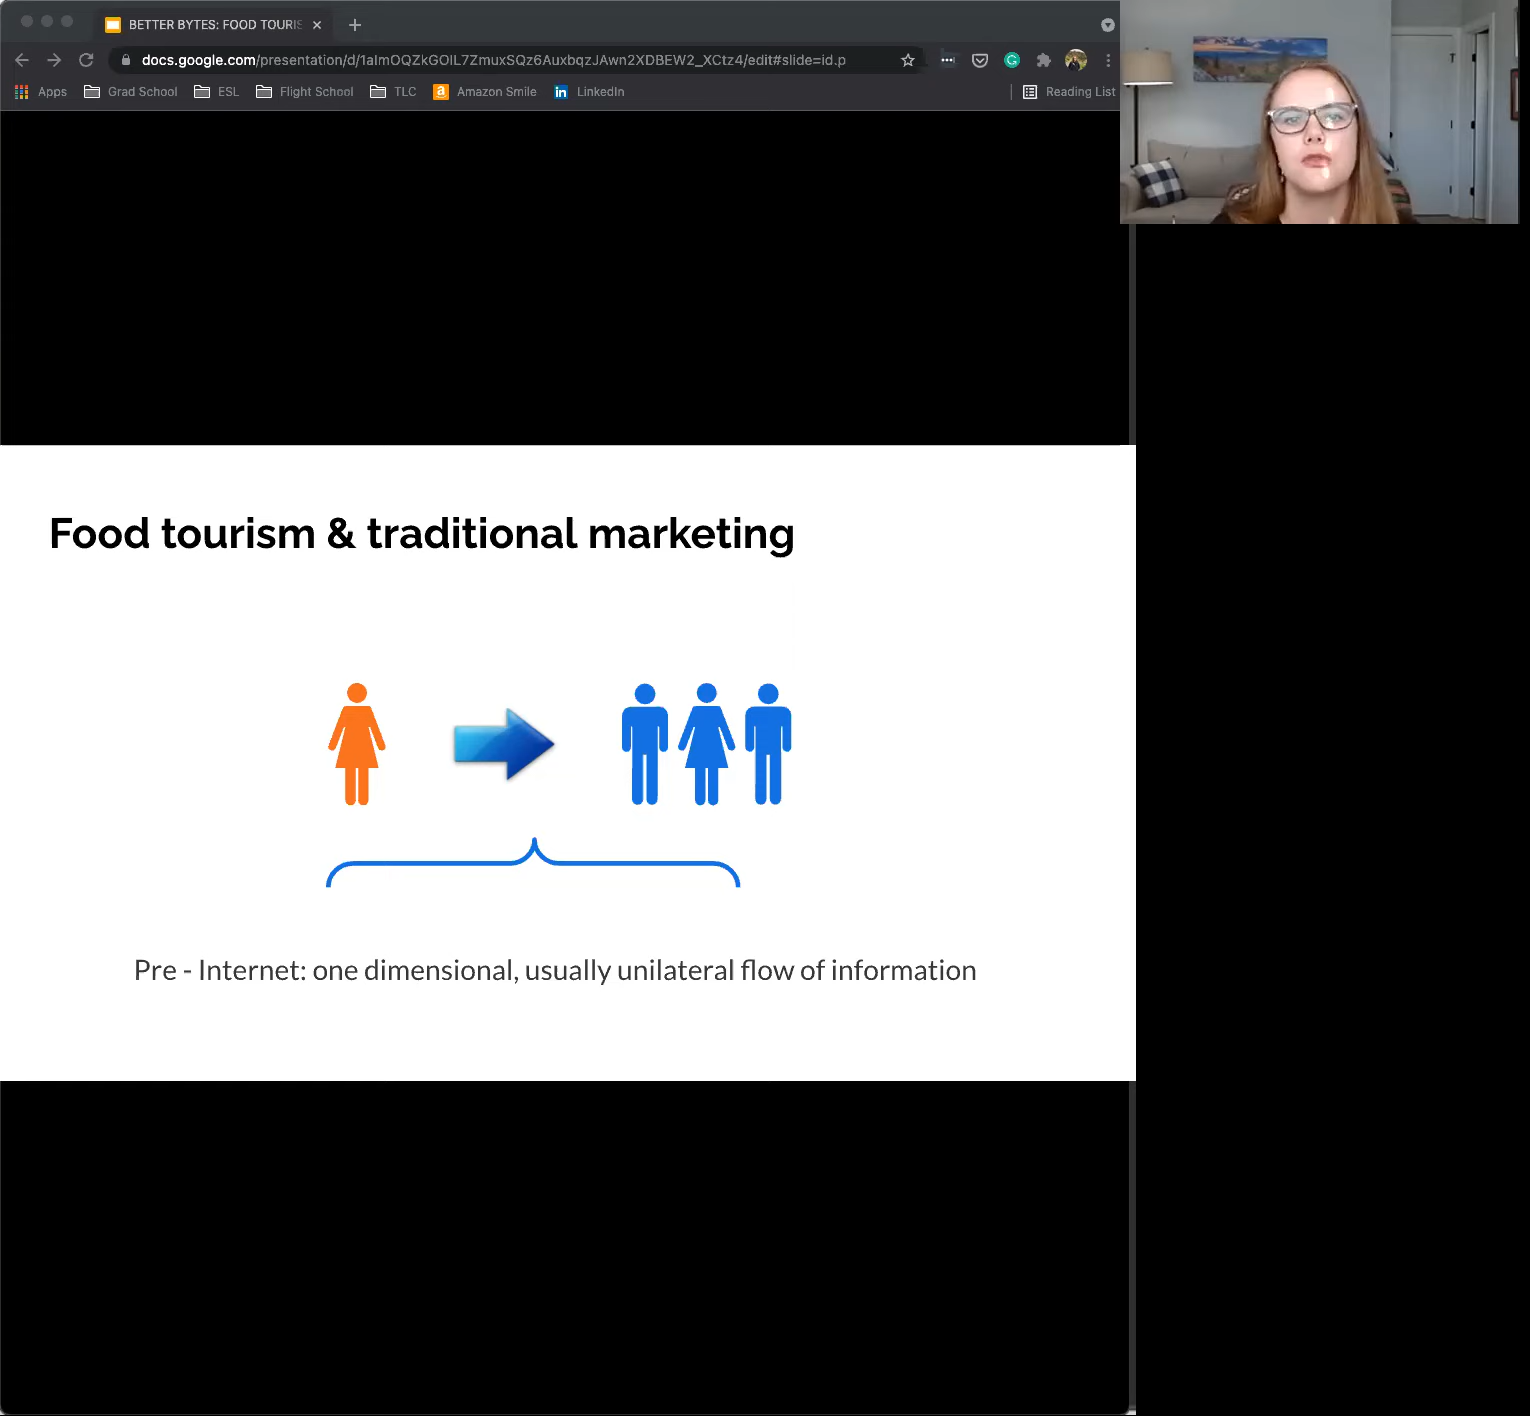 BETTER BYTES: FOOD TOURIS
docs.google.com/presentation/d/1aImOQZkGOIL7ZmuxSQz6AuxbqzJAwn2XDBEW2_XCtz4/edit#slide=id.p
Apps Grad School ESL Flight School TLC Amazon Smile LinkedIn Reading List
Food tourism & traditional marketing
Pre - Internet: one dimensional, usually unilateral flow of information